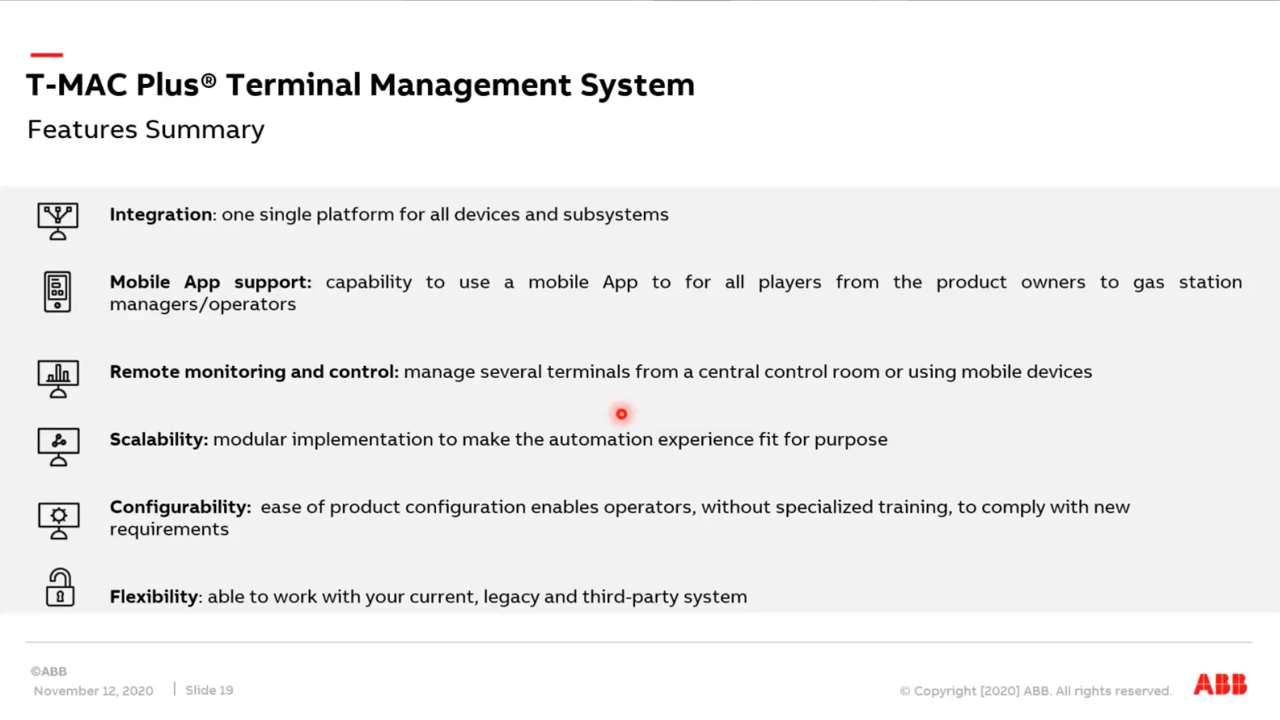 T-MAC Plus® Terminal Management System
Features Summary
Integration: one single platform for all devices and subsystems
Mobile App support: capability to use a mobile App to for all players from the product owners to gas station
managers/operators
Remote monitoring and control: manage several terminals from a central control room or using mobile devices
Scalability: modular implementation to make the automation experience fit for purpose
Configurability: ease of product configuration enables operators, without specialized training, to comply with new
requirements
Flexibility: able to work with your current, legacy and third-party system
©ABB
November 12, 2020 | Slide 19
© Copyright [2020] ABB. All rights reserved.
ABB